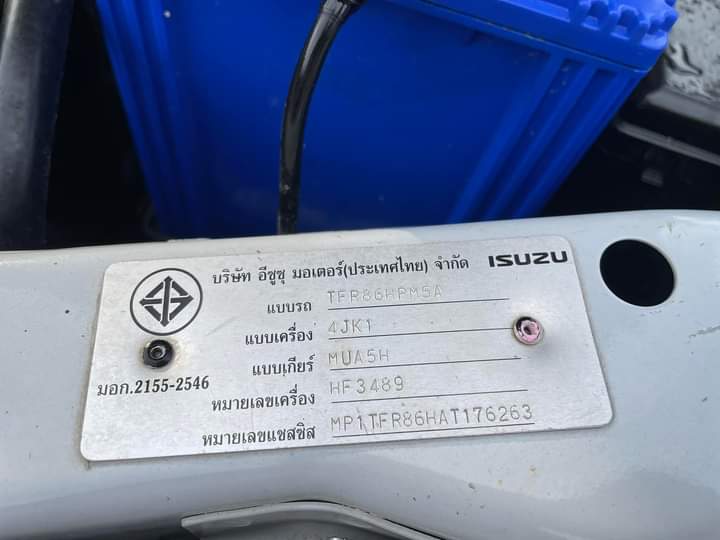 บริษัท อีซูซุ มอเตอร์(ประเทศไทย) จำกัด ISUZU
แบบรถ TFR86HPM5A
แบบเครื่อง 4JK1
แบบเกียร์ MUA5H
มอก.2155-2546
หมายเลขเครื่อง HF3489
หมายเลขแชสซิส MP1TFR86HAT176263